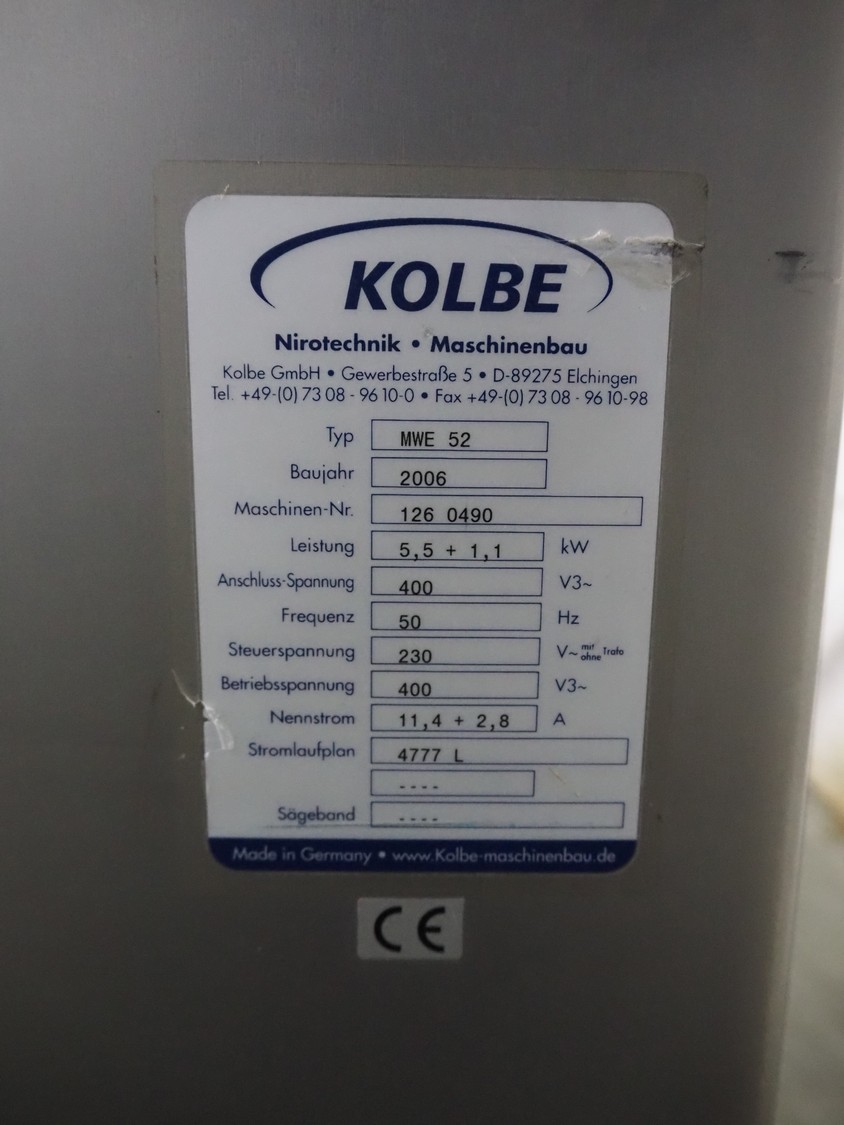 KOLBE
Nirotechnik • Maschinenbau
Kolbe GmbH • Gewerbestraße 5 • D-89275 Elchingen
Tel. +49-(0) 73 08 - 96 10-0 • Fax +49-(0) 73 08 - 96 10-98
Typ MWE 52
Baujahr 2006
Maschinen-Nr. 126 0490
Leistung 5,5 + 1,1 kW
Anschluss-Spannung 400 V3~
Frequenz 50 Hz
Steuerspannung 230 V~ mit ohne Trafo
Betriebsspannung 400 V3~
Nennstrom 11,4 + 2,8 A
Stromlaufplan 4777 L
----
Sägeband ----
Made in Germany • www.Kolbe-maschinenbau.de
CE